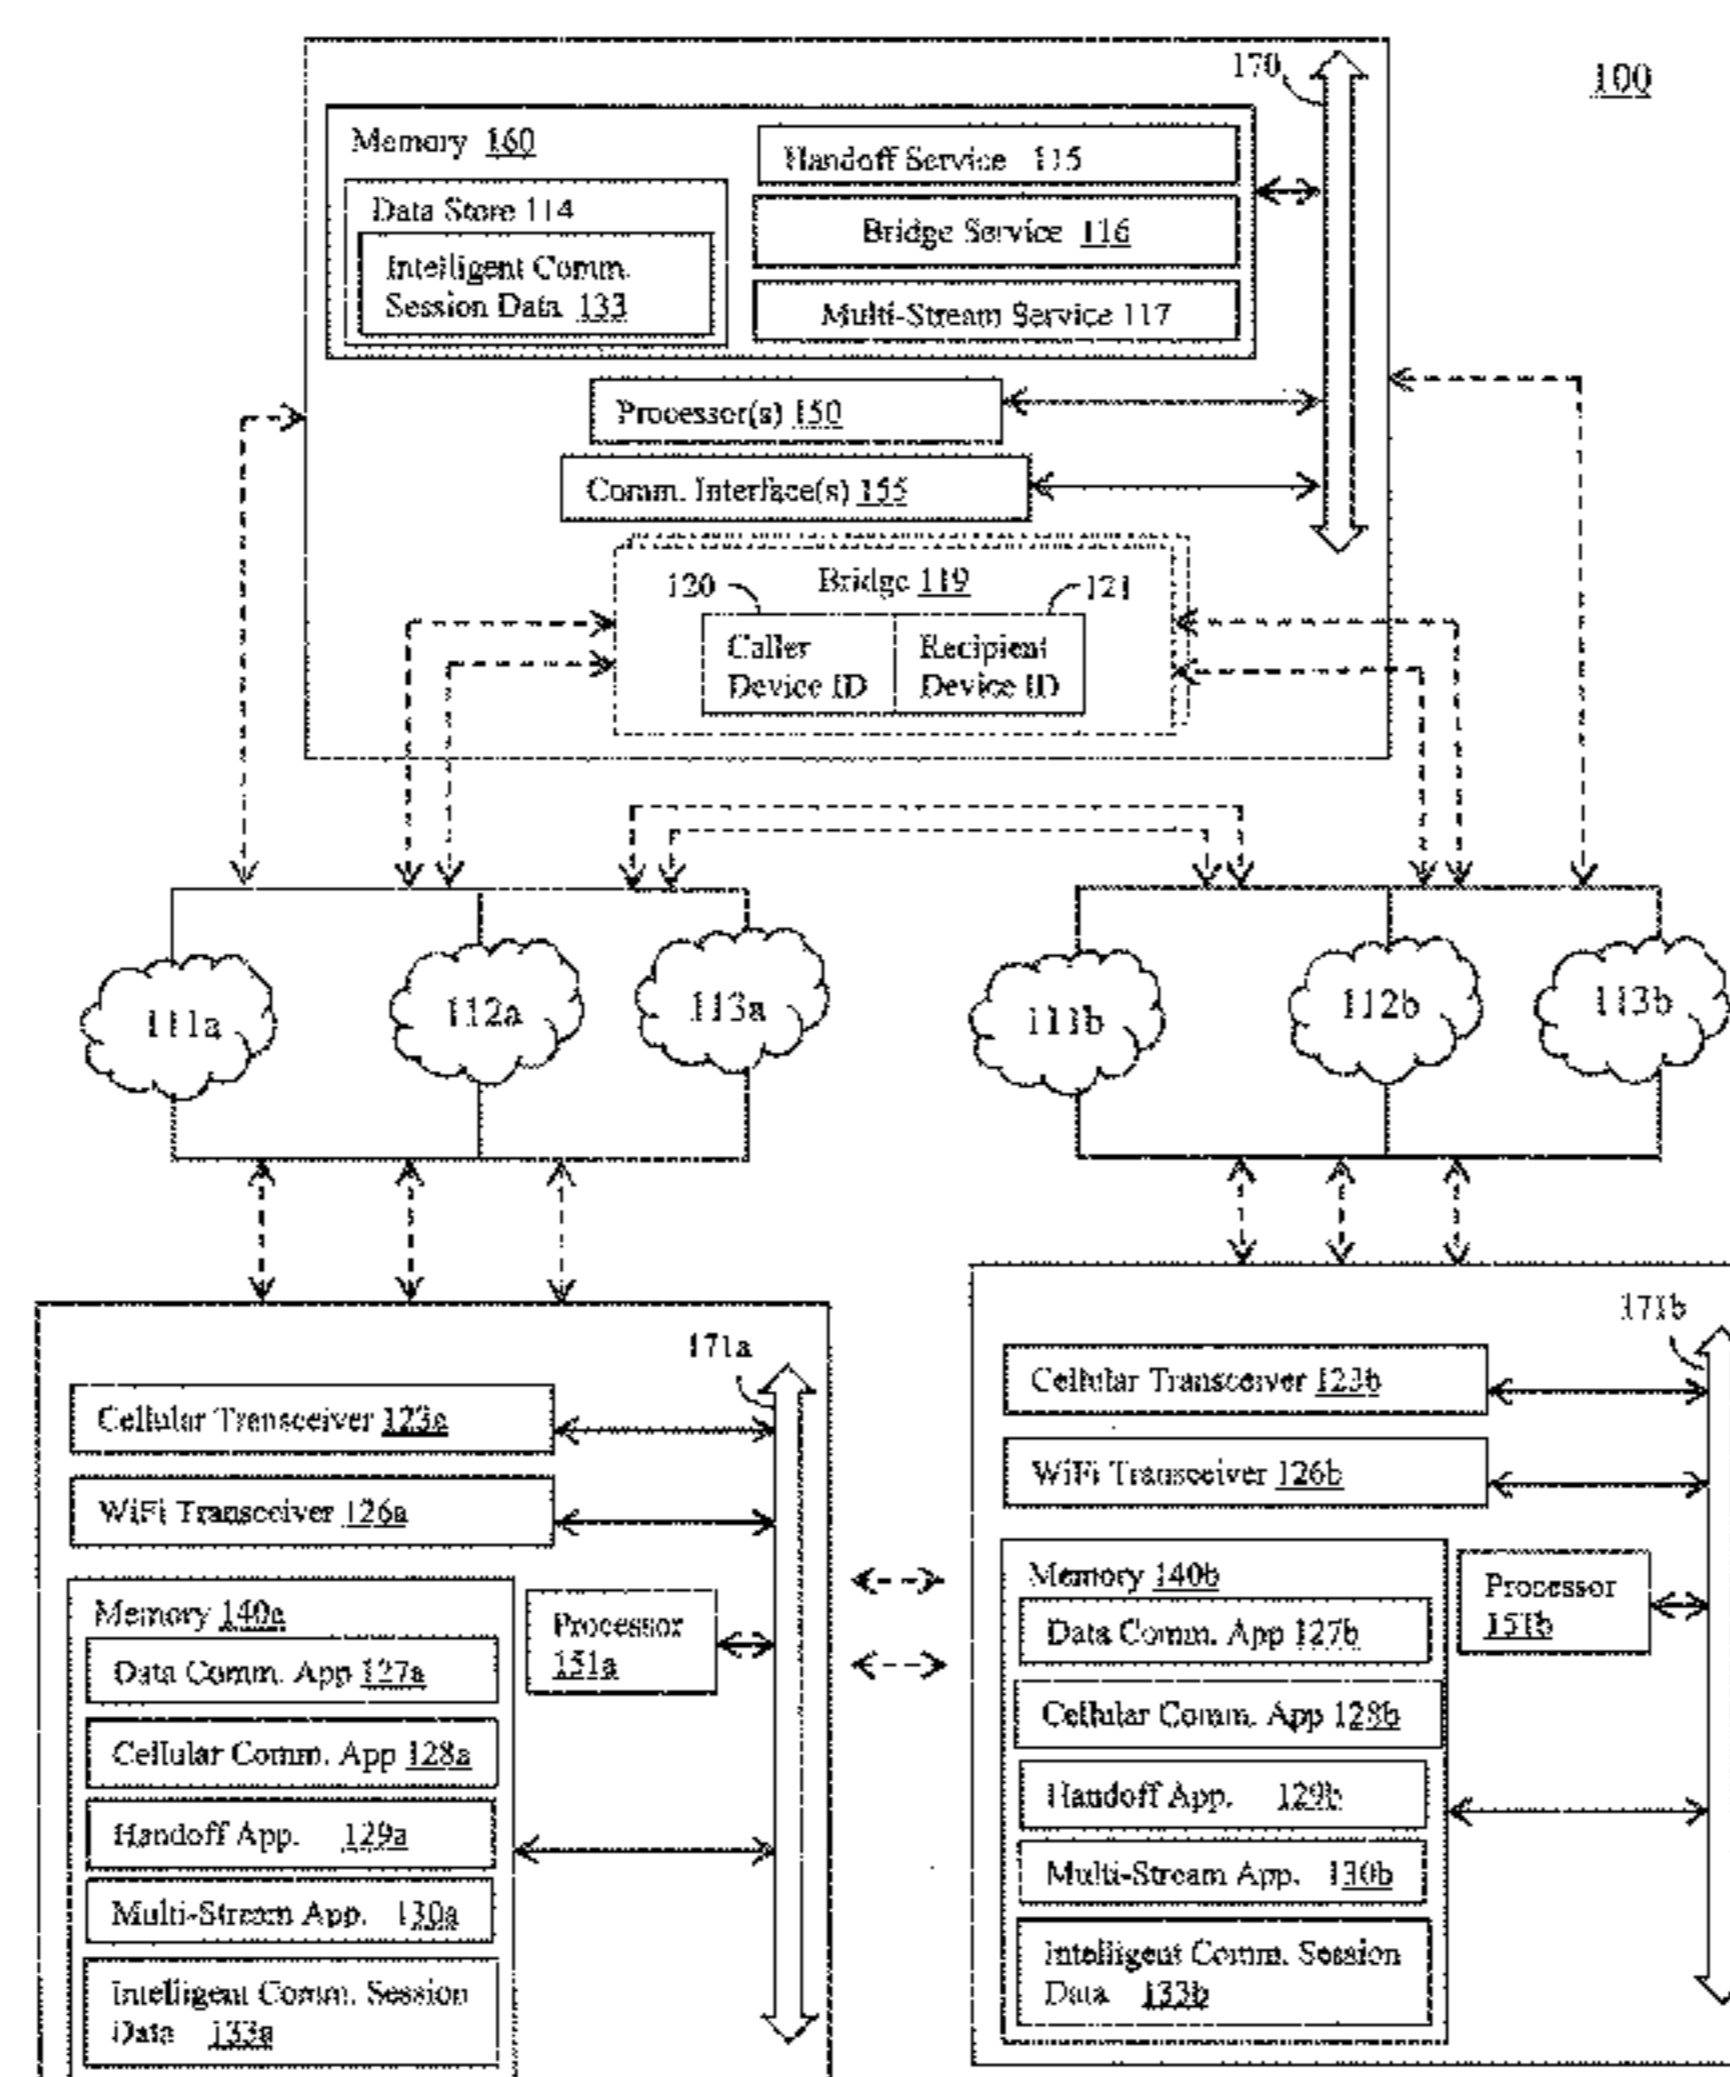 100
170
Memory 160
Handoff Service 115
Data Store 114
Bridge Service 116
Intelligent Comm.
Session Data 133
Multi-Stream Service 117
Processor(s) 150
Comm. Interface(s) 155
Bridge 119
120
121
Caller
Device ID
Recipient
Device ID
111a
112a
113a
111b
112b
113b
171a
Cellular Transceiver 123a
WiFi Transceiver 126a
Memory 140a
Processor
151a
Data Comm. App 127a
Cellular Comm. App 128a
Handoff App. 129a
Multi-Stream App. 130a
Intelligent Comm. Session
Data 133a
171b
Cellular Transceiver 123b
WiFi Transceiver 126b
Memory 140b
Processor
151b
Data Comm. App 127b
Cellular Comm. App 128b
Handoff App. 129b
Multi-Stream App. 130b
Intelligent Comm. Session
Data 133b